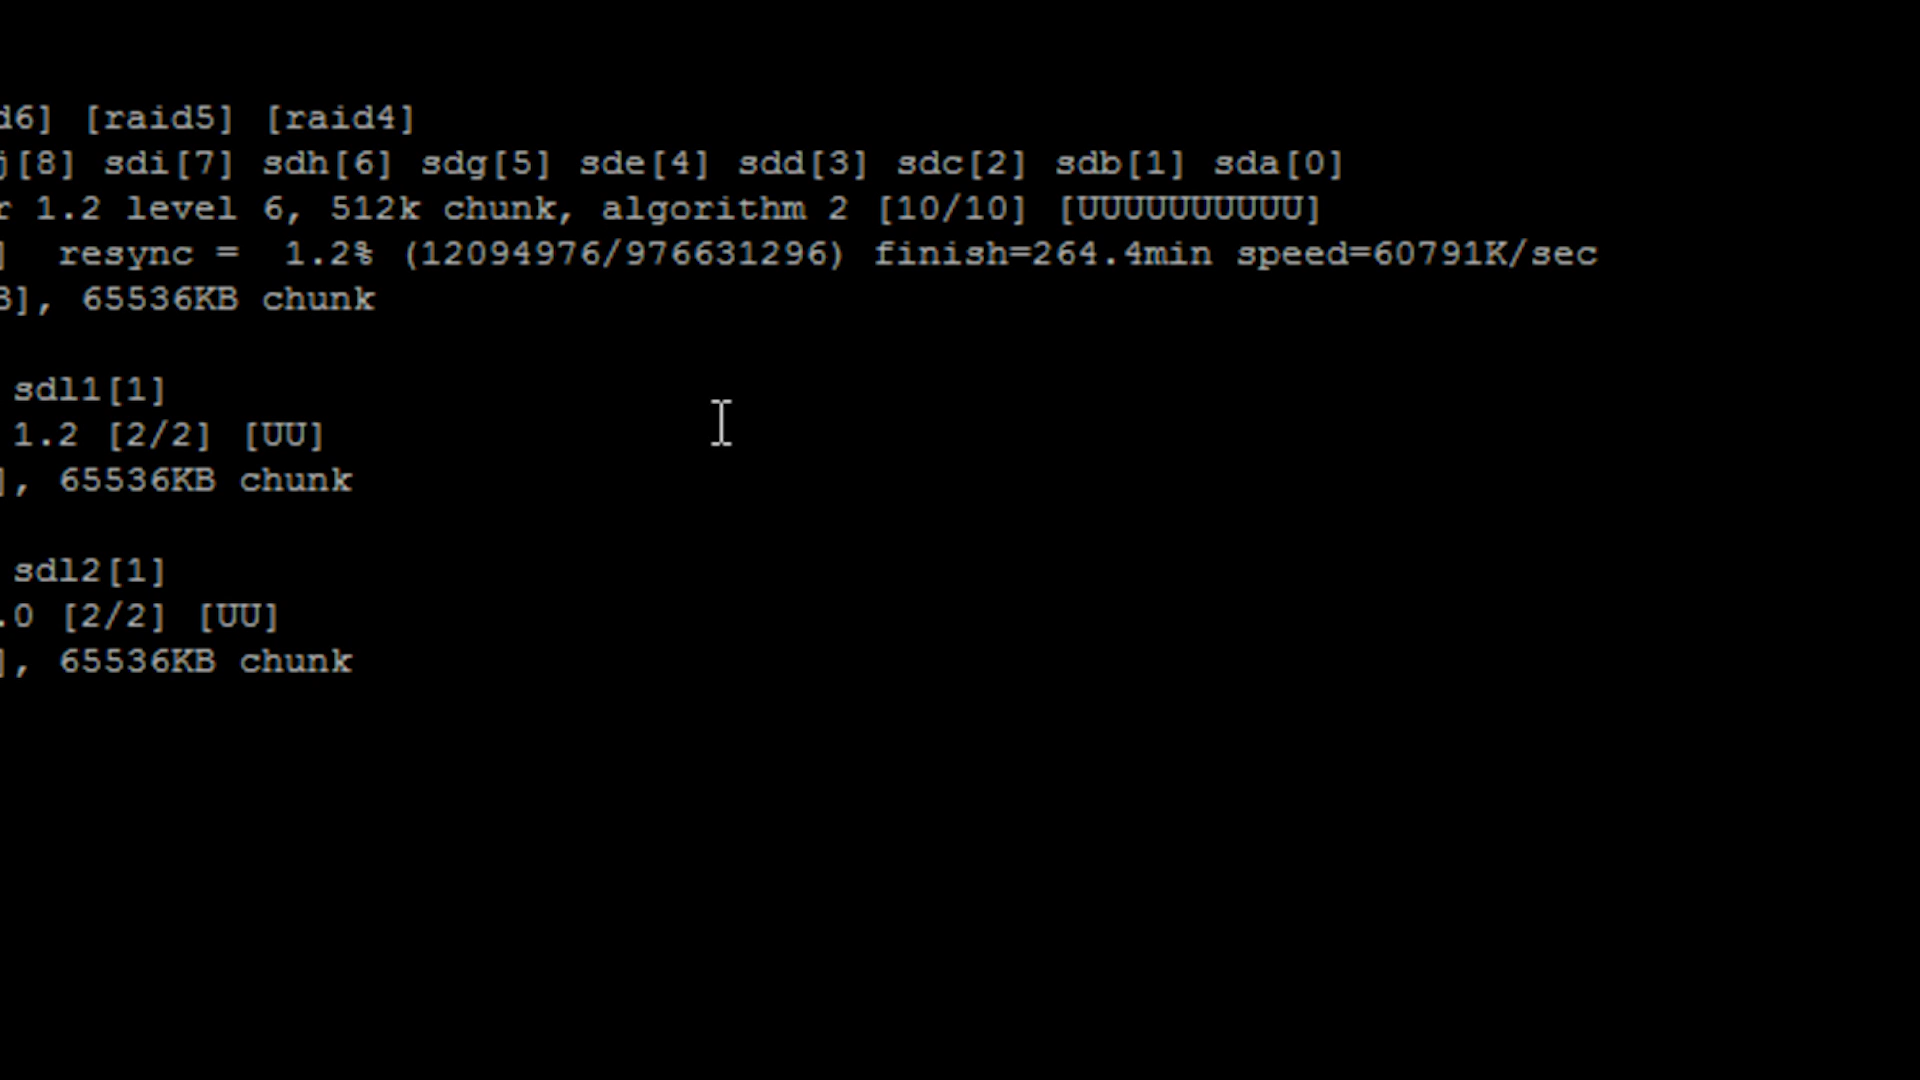 d6] [raid5] [raid4]
j[8] sdi[7] sdh[6] sdg[5] sde[4] sdd[3] sdc[2] sdb[1] sda[0]
r 1.2 level 6, 512k chunk, algorithm 2 [10/10] [UUUUUUUUUU]
]  resync =  1.2% (12094976/976631296) finish=264.4min speed=60791K/sec
B], 65536KB chunk
sdl1[1]
1.2 [2/2] [UU]
], 65536KB chunk
sdl2[1]
.0 [2/2] [UU]
], 65536KB chunk